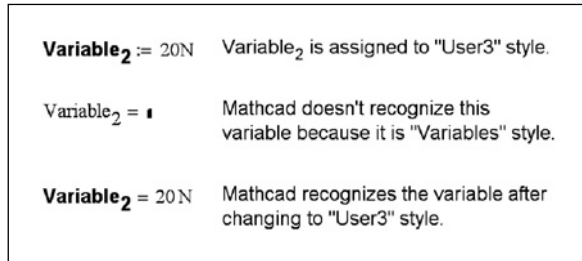 Variable₂ := 20N Variable₂ is assigned to "User3" style.
Variable₂ = ▪ Mathcad doesn't recognize this
variable because it is "Variables" style.
Variable₂ = 20 N Mathcad recognizes the variable after
changing to "User3" style.